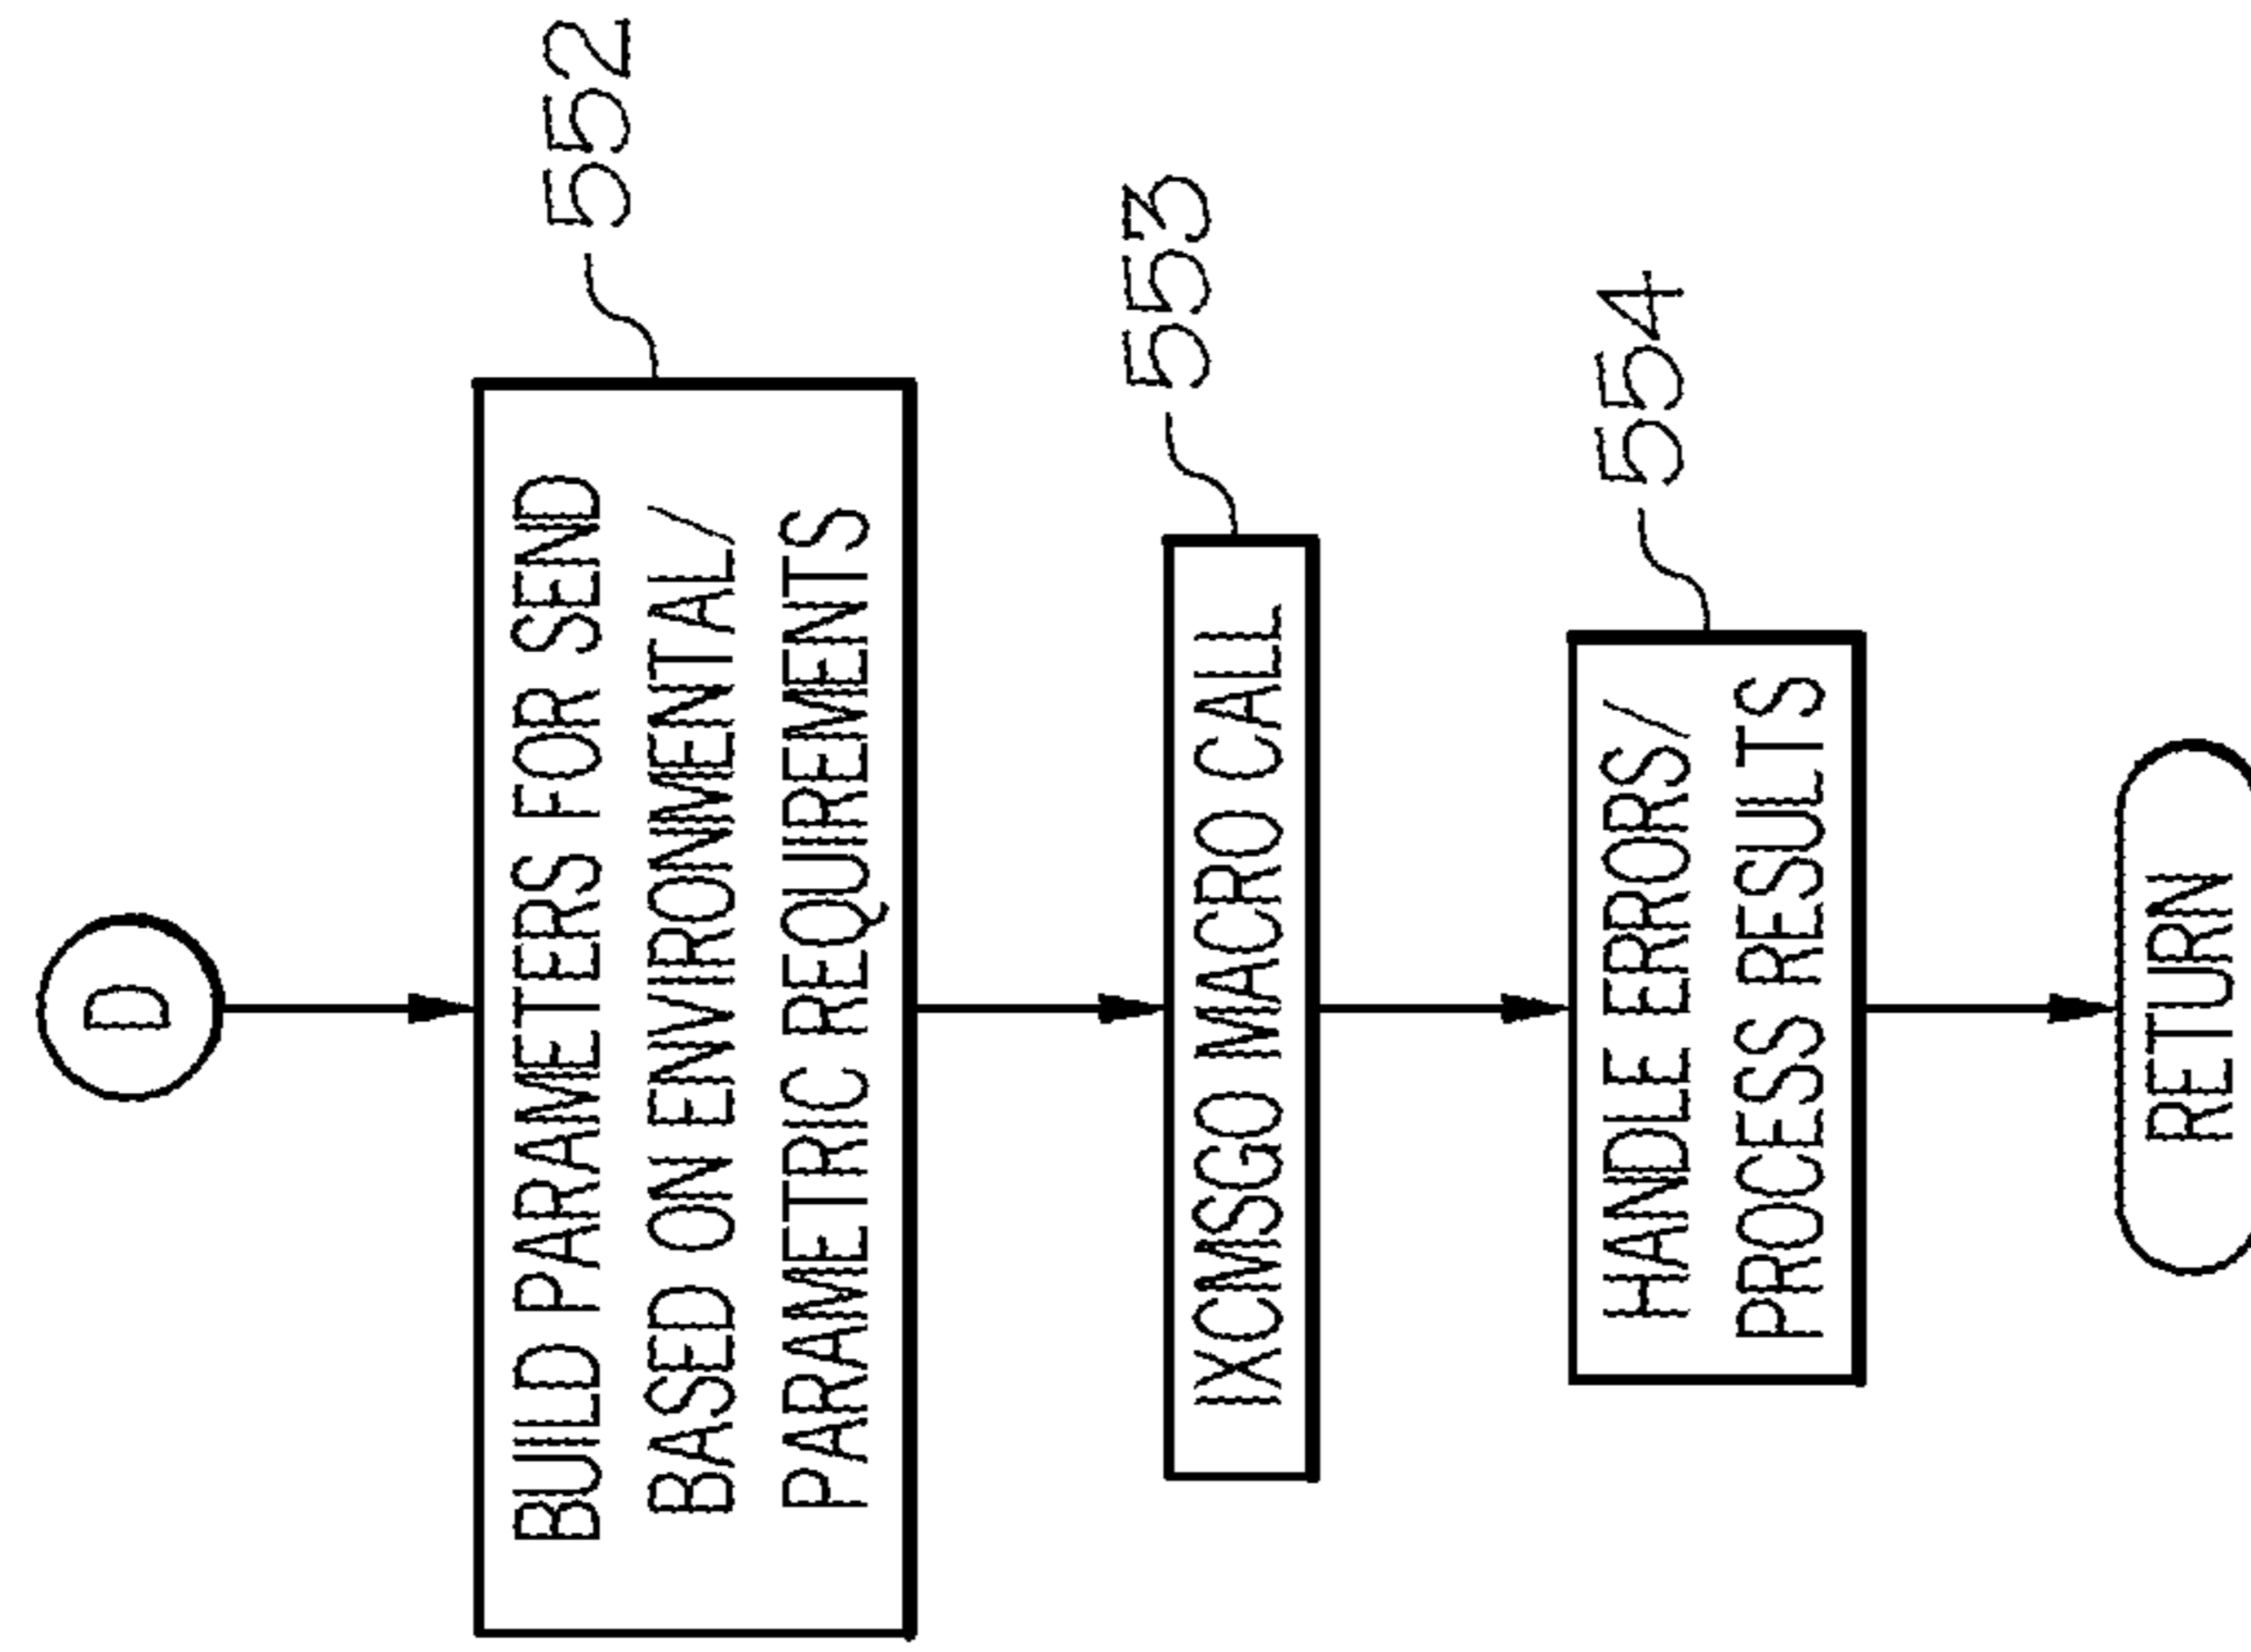 D
552
BUILD PARAMETERS FOR SEND
BASED ON ENVIRONMENTAL/
PARAMETRIC REQUIREMENTS
553
IXCMSGO MACRO CALL
554
HANDLE ERRORS/
PROCESS RESULTS
RETURN